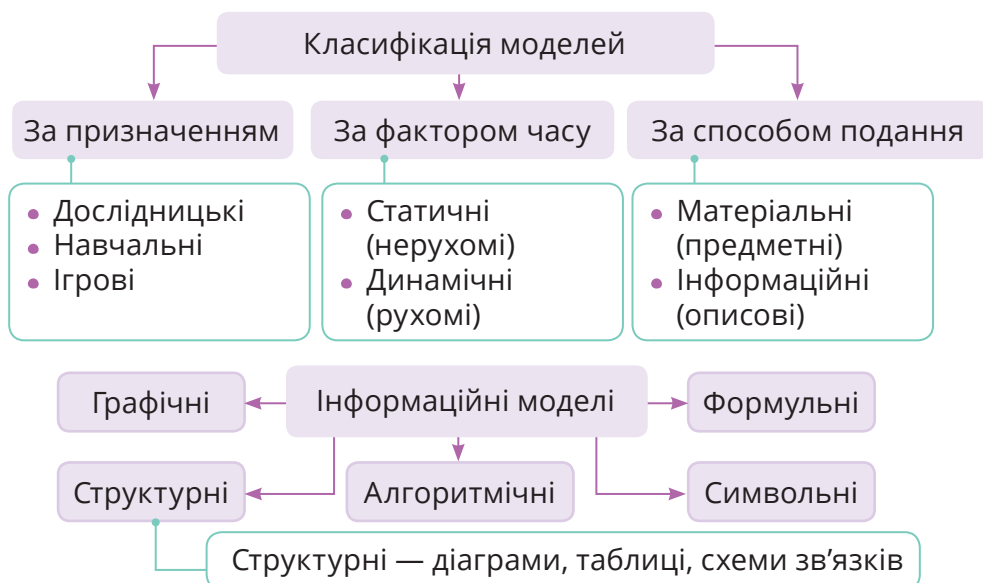 Класифікація моделей
За призначенням
За фактором часу
За способом подання
Дослідницькі
Навчальні
Ігрові
Статичні
(нерухомі)
Динамічні
(рухомі)
Матеріальні
(предметні)
Інформаційні
(описові)
Графічні
Інформаційні моделі
Формульні
Структурні
Алгоритмічні
Символьні
Структурні — діаграми, таблиці, схеми зв’язків